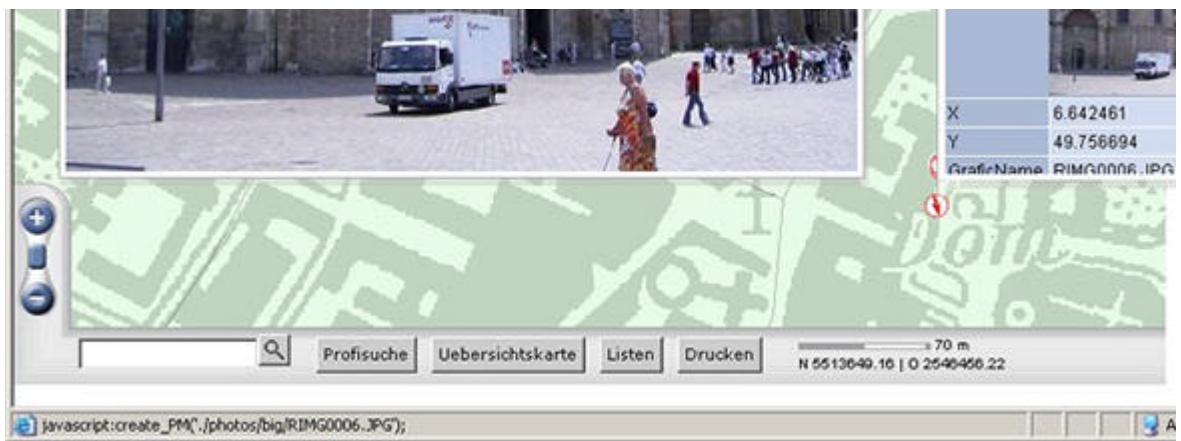 X 6.642461
Y 49.756694
GraficName RIMG0006.JPG
Dom
Profisuche Uebersichtskarte Listen Drucken
70 m
N 5513649.16 | O 2546456.22
javascript:create_PM('./photos/big/RIMG0006.JPG');
A